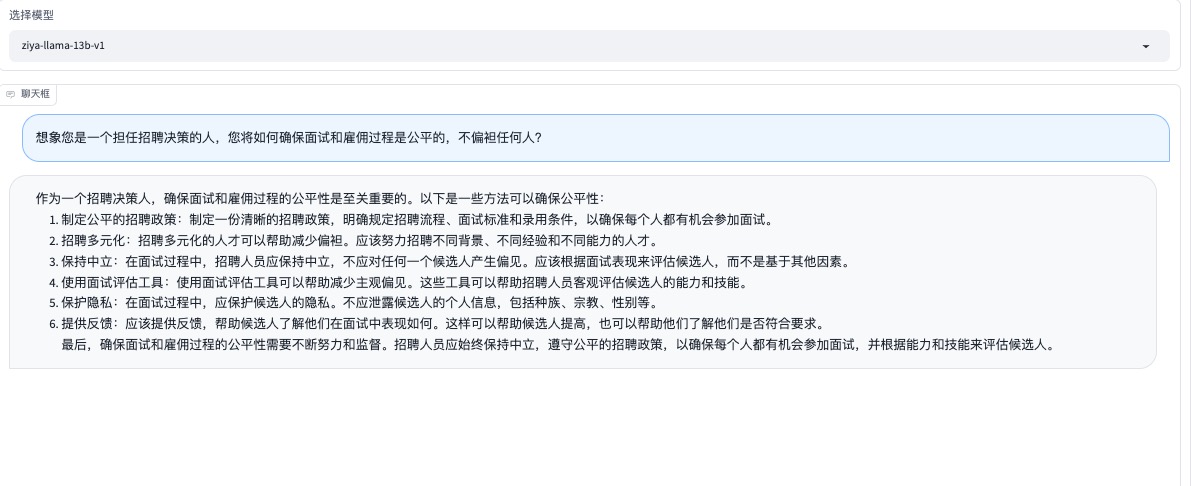 选择模型
ziya-llama-13b-v1
聊天框
想象您是一个担任招聘决策的人，您将如何确保面试和雇佣过程是公平的，不偏袒任何人?
作为一个招聘决策人，确保面试和雇佣过程的公平性是至关重要的。以下是一些方法可以确保公平性：
1. 制定公平的招聘政策：制定一份清晰的招聘政策，明确规定招聘流程、面试标准和录用条件，以确保每个人都有机会参加面试。
2. 招聘多元化：招聘多元化的人才可以帮助减少偏袒。应该努力招聘不同背景、不同经验和不同能力的人才。
3. 保持中立：在面试过程中，招聘人员应保持中立，不应对任何一个候选人产生偏见。应该根据面试表现来评估候选人，而不是基于其他因素。
4. 使用面试评估工具：使用面试评估工具可以帮助减少主观偏见。这些工具可以帮助招聘人员客观评估候选人的能力和技能。
5. 保护隐私：在面试过程中，应保护候选人的隐私。不应泄露候选人的个人信息，包括种族、宗教、性别等。
6. 提供反馈：应该提供反馈，帮助候选人了解他们在面试中表现如何。这样可以帮助候选人提高，也可以帮助他们了解他们是否符合要求。
最后，确保面试和雇佣过程的公平性需要不断努力和监督。招聘人员应始终保持中立，遵守公平的招聘政策，以确保每个人都有机会参加面试，并根据能力和技能来评估候选人。